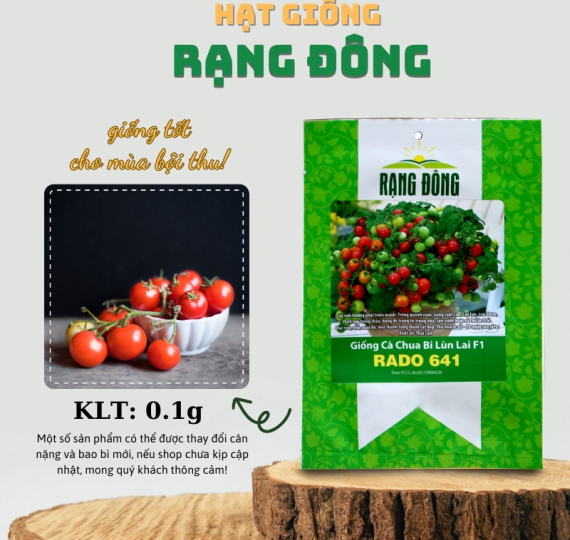 HẠT GIỐNG
RẠNG ĐÔNG
giống tốt
cho mùa bội thu!
RẠNG ĐÔNG
Giống Cà Chua Bi Lùn Lai F1
RADO 641
KLT: 0.1g
Một số sản phẩm có thể được thay đổi cân
nặng và bao bì mới, nếu shop chưa kịp cập
nhật, mong quý khách thông cảm!